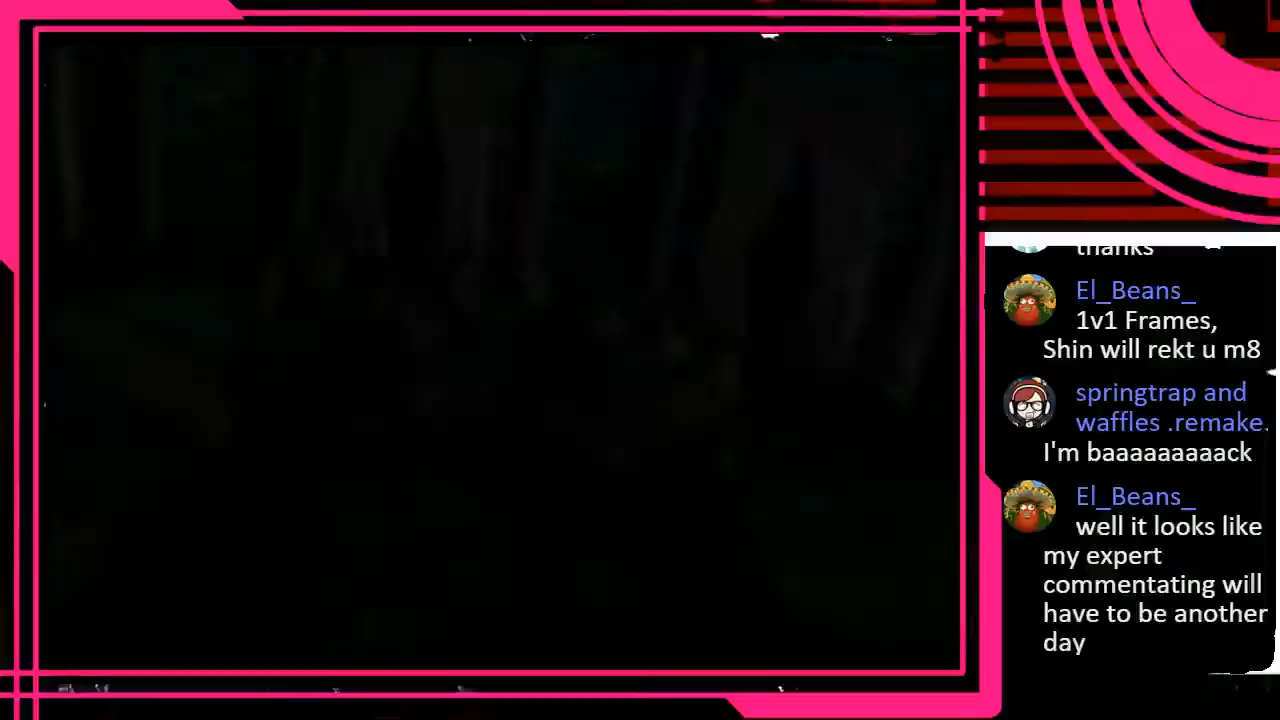 thanks
El_Beans_
1v1 Frames,
Shin will rekt u m8
springtrap and
waffles .remake.
I'm baaaaaaaaack
El_Beans_
well it looks like
my expert
commentating will
have to be another
day